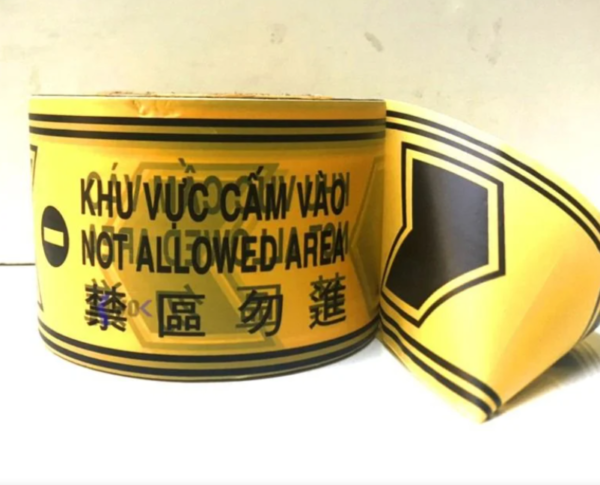 KHU VỰC CẤM VÀO
NOT ALLOWED AREA
禁區勿進